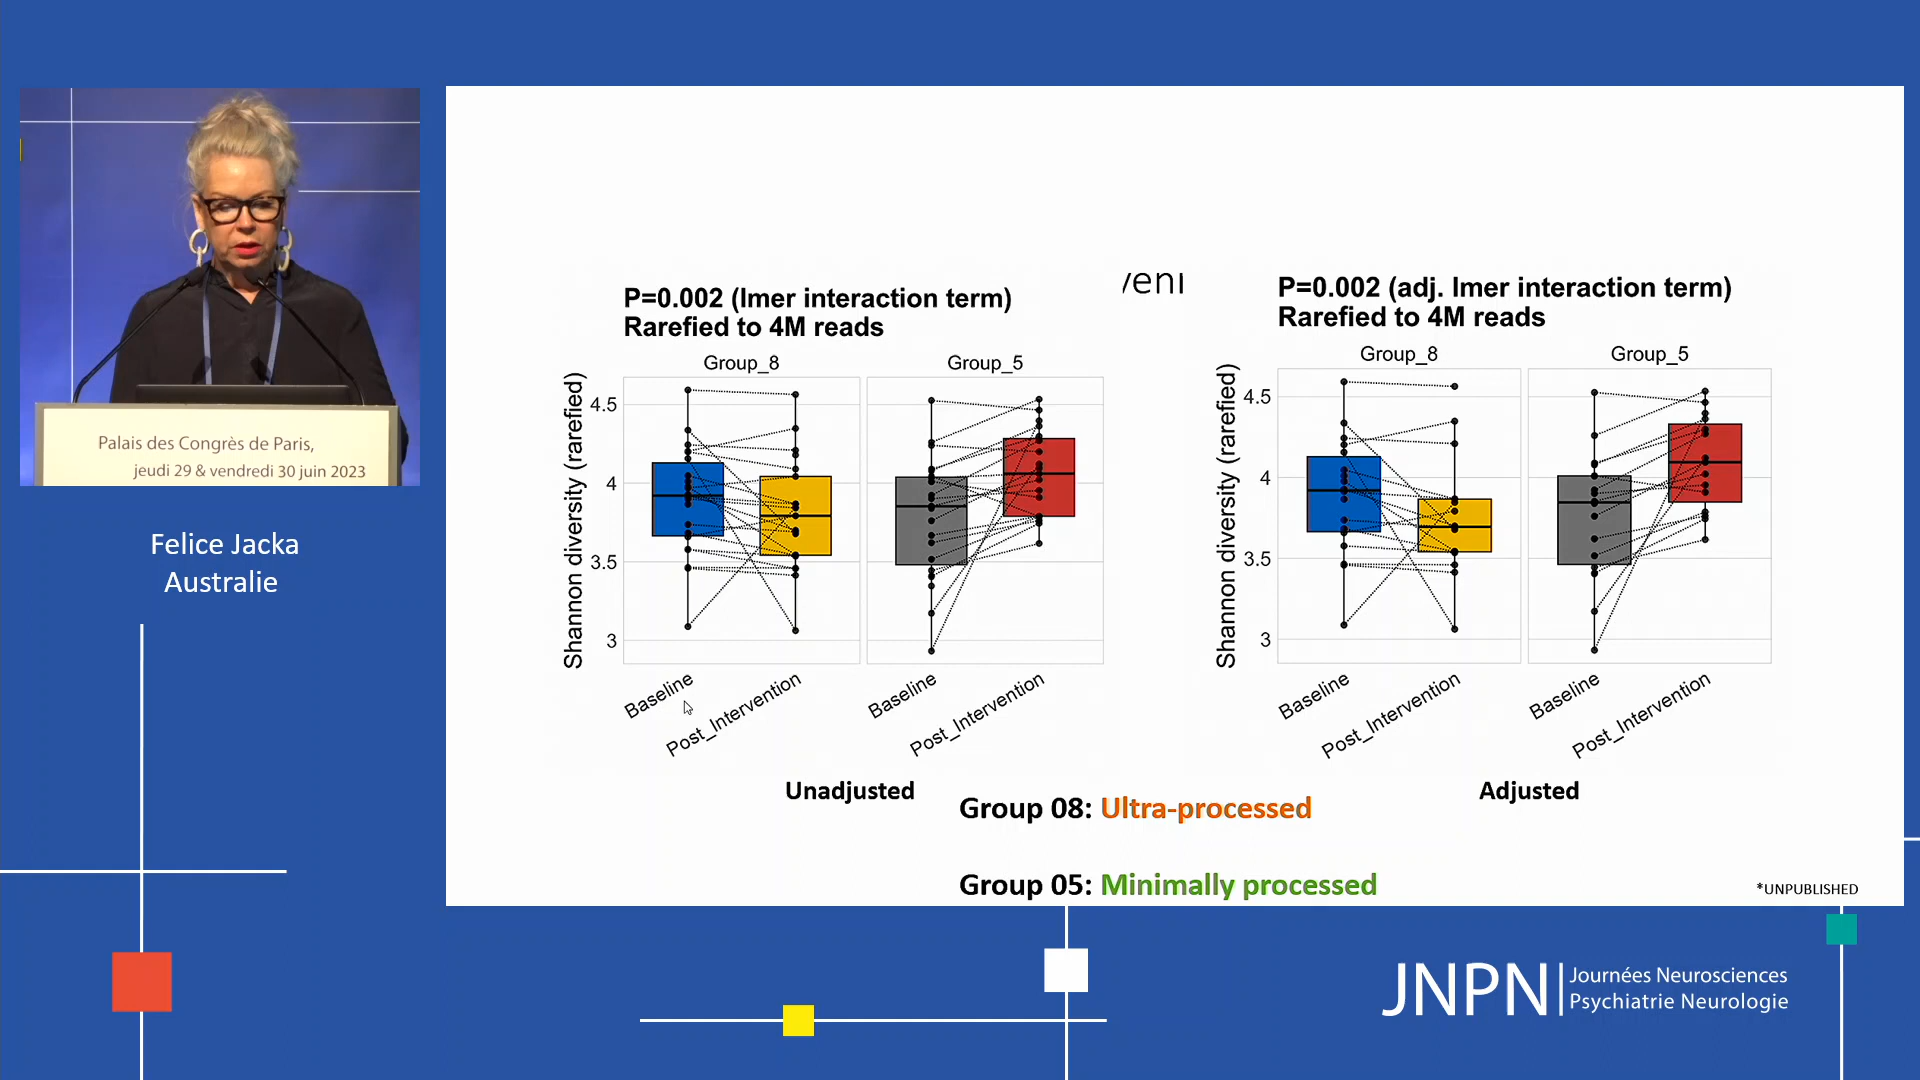 Palais des Congrès de Paris,
jeudi 29 & vendredi 30 juin 2023
Felice Jacka
Australie
P=0.002 (lmer interaction term)
Rarefied to 4M reads
Group_8
Group_5
Shannon diversity (rarefied)
4.5
4
3.5
3
Baseline
Post_Intervention
Baseline
Post_Intervention
Unadjusted
P=0.002 (adj. lmer interaction term)
Rarefied to 4M reads
Group_8
Group_5
Shannon diversity (rarefied)
4.5
4
3.5
3
Baseline
Post_Intervention
Baseline
Post_Intervention
Adjusted
Group 08: Ultra-processed
Group 05: Minimally processed
*UNPUBLISHED
JNPN
Journées Neurosciences
Psychiatrie Neurologie